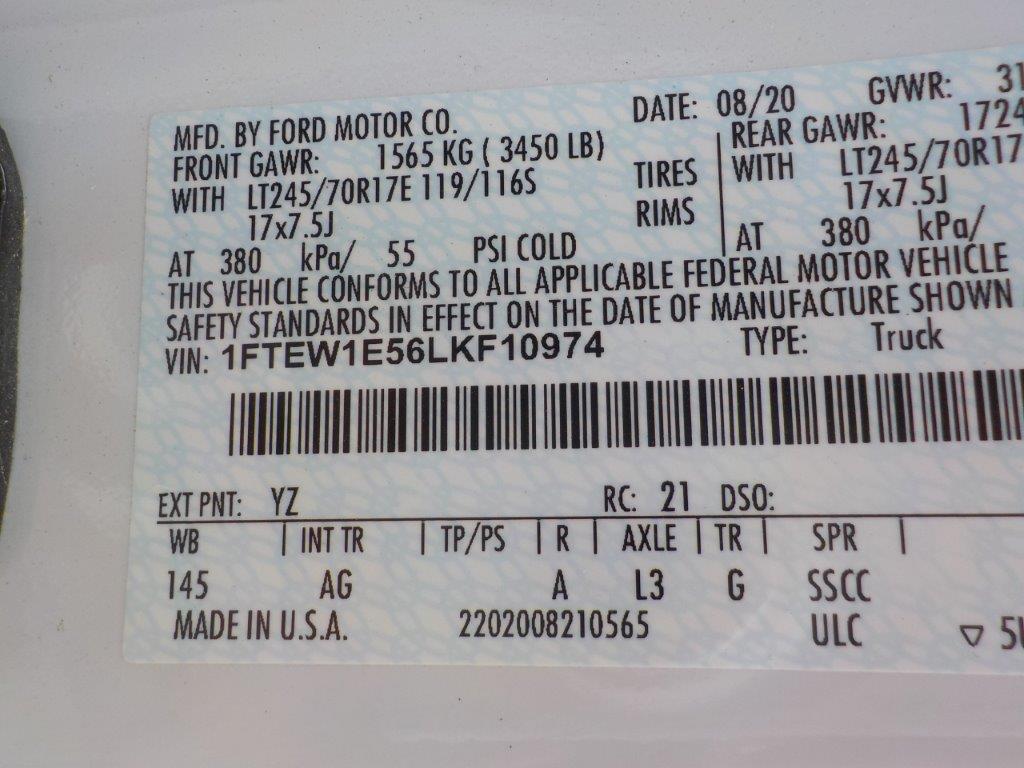 MFD. BY FORD MOTOR CO. DATE: 08/20 GVWR: 31
FRONT GAWR: 1565 KG ( 3450 LB) REAR GAWR: 1724
WITH LT245/70R17E 119/116S TIRES WITH LT245/70R17
17x7.5J RIMS 17x7.5J
AT 380 kPa/ 55 PSI COLD AT 380 kPa/
THIS VEHICLE CONFORMS TO ALL APPLICABLE FEDERAL MOTOR VEHICLE
SAFETY STANDARDS IN EFFECT ON THE DATE OF MANUFACTURE SHOWN
VIN: 1FTEW1E56LKF10974 TYPE: Truck
EXT PNT: YZ RC: 21 DSO:
WB | INT TR | TP/PS | R | AXLE | TR | SPR |
145 AG A L3 G SSCC
MADE IN U.S.A. 2202008210565 ULC ▽ 5U